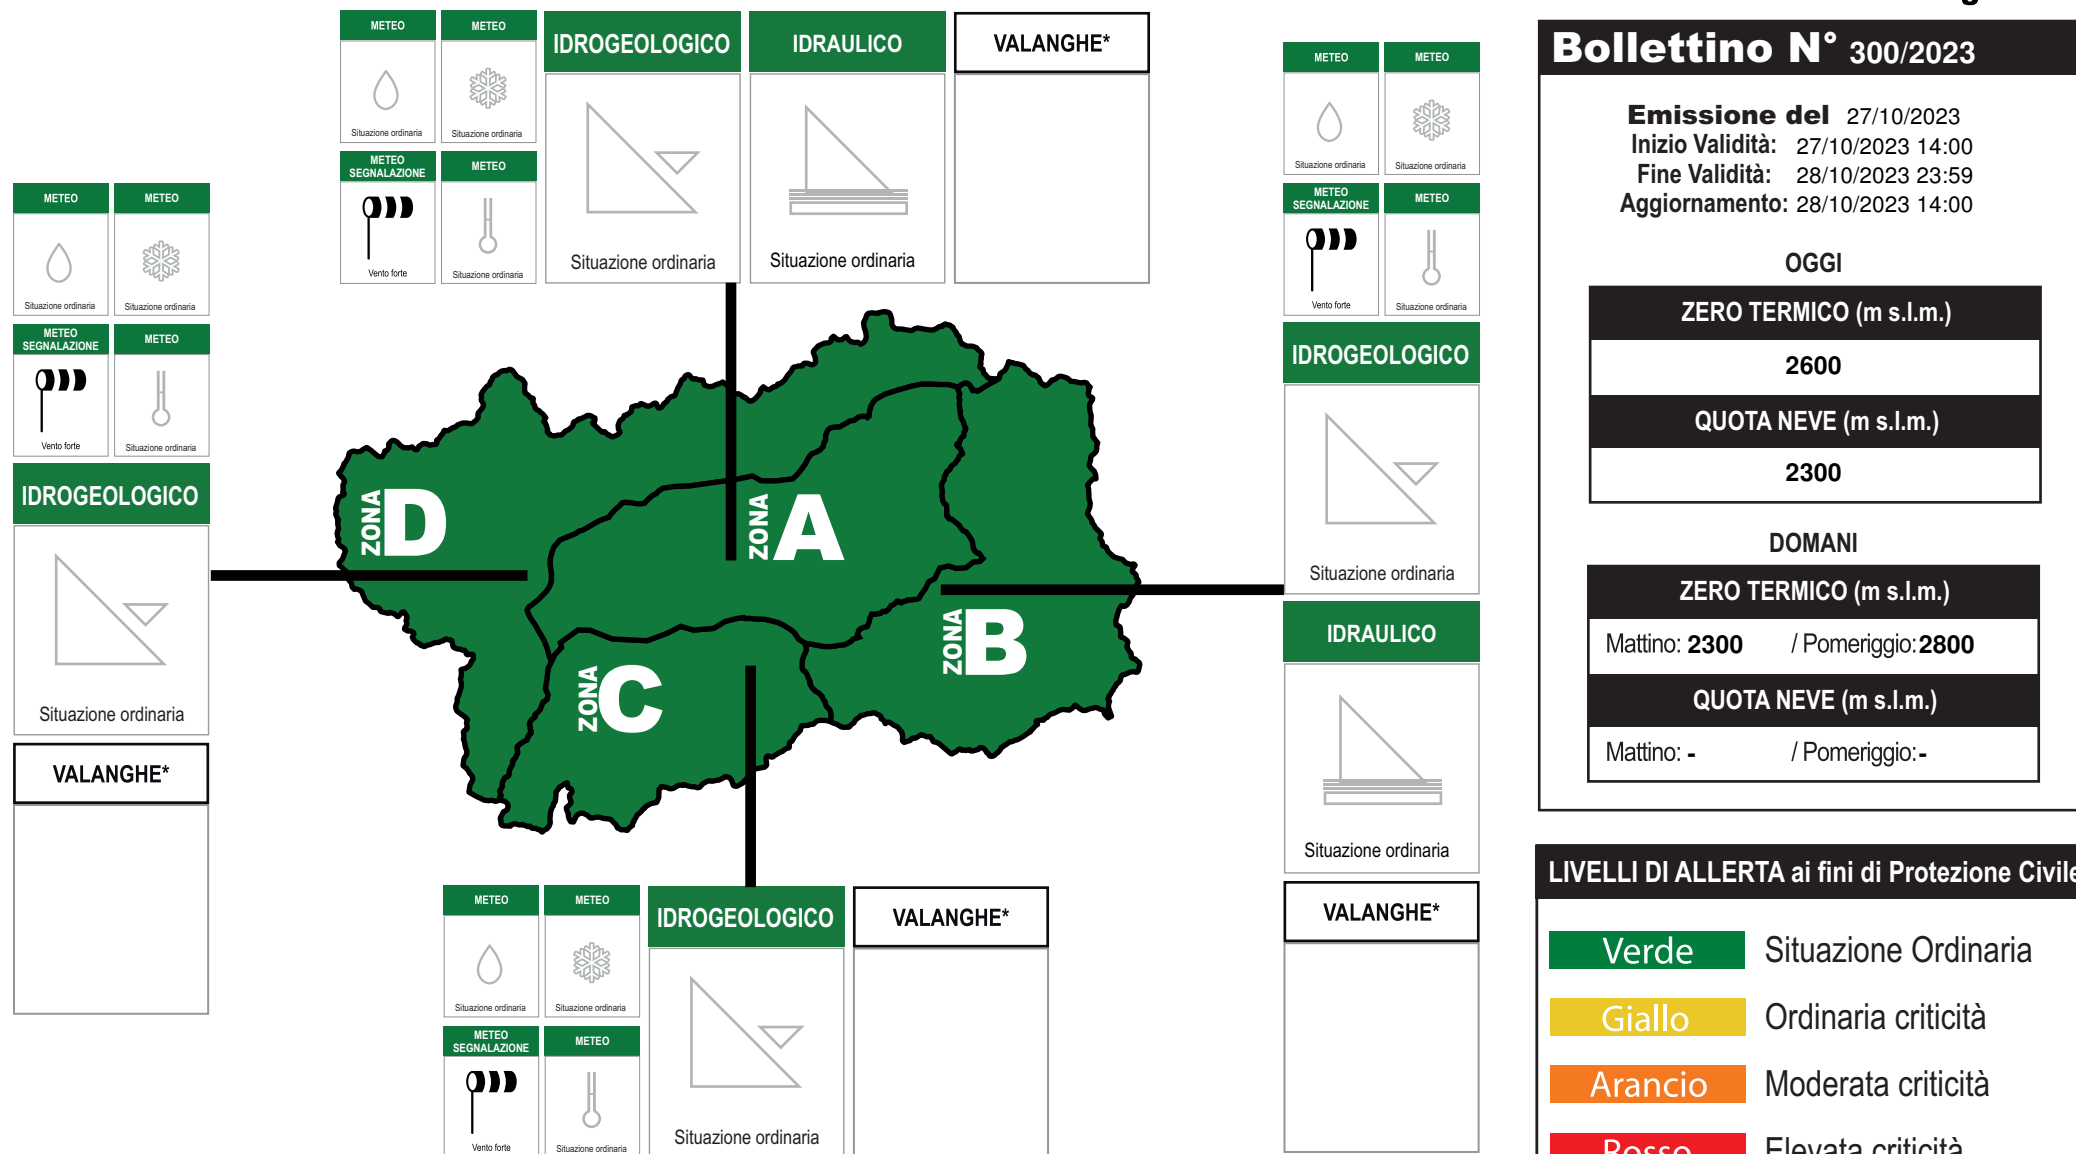 METEO
METEO
Situazione ordinaria
Situazione ordinaria
METEO
SEGNALAZIONE
METEO
Vento forte
Situazione ordinaria
IDROGEOLOGICO
Situazione ordinaria
IDRAULICO
Situazione ordinaria
VALANGHE*
METEO
METEO
Situazione ordinaria
Situazione ordinaria
METEO
SEGNALAZIONE
METEO
Vento forte
Situazione ordinaria
IDROGEOLOGICO
Situazione ordinaria
VALANGHE*
ZONA D
ZONA A
ZONA B
ZONA C
METEO
METEO
Situazione ordinaria
Situazione ordinaria
METEO
SEGNALAZIONE
METEO
Vento forte
Situazione ordinaria
IDROGEOLOGICO
Situazione ordinaria
IDRAULICO
Situazione ordinaria
VALANGHE*
METEO
METEO
Situazione ordinaria
Situazione ordinaria
METEO
SEGNALAZIONE
METEO
Vento forte
Situazione ordinaria
IDROGEOLOGICO
Situazione ordinaria
VALANGHE*
Bollettino N° 300/2023
Emissione del 27/10/2023
Inizio Validità: 27/10/2023 14:00
Fine Validità: 28/10/2023 23:59
Aggiornamento: 28/10/2023 14:00
OGGI
ZERO TERMICO (m s.l.m.)
2600
QUOTA NEVE (m s.l.m.)
2300
DOMANI
ZERO TERMICO (m s.l.m.)
Mattino: 2300 / Pomeriggio: 2800
QUOTA NEVE (m s.l.m.)
Mattino: - / Pomeriggio: -
LIVELLI DI ALLERTA ai fini di Protezione Civile
Verde Situazione Ordinaria
Giallo Ordinaria criticità
Arancio Moderata criticità
Rosso Elevata criticità